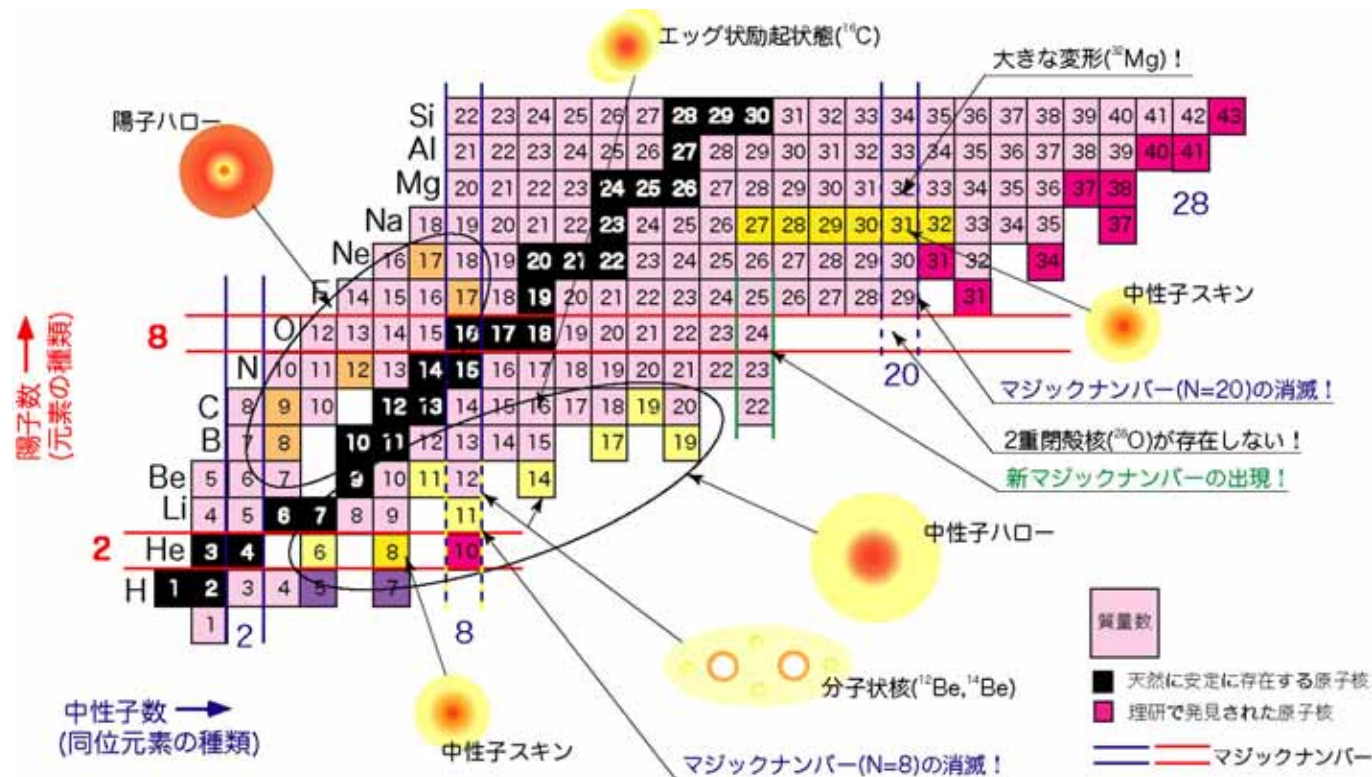 エッグ状励起状態(¹⁶C)
大きな変形(³²Mg)！
陽子ハロー
Si 22 23 24 25 26 27 28 29 30 31 32 33 34 35 36 37 38 39 40 41 42 43
Al 21 22 23 24 25 26 27 28 29 30 31 32 33 34 35 36 37 38 39 40 41
Mg 20 21 22 23 24 25 26 27 28 29 30 31 32 33 34 35 36 37 38
28
Na 18 19 20 21 22 23 24 25 26 27 28 29 30 31 32 33 34 35 37
Ne 16 17 18 19 20 21 22 23 24 25 26 27 28 29 30 31 32 34
中性子スキン
F 14 15 16 17 18 19 20 21 22 23 24 25 26 27 28 29 31
8 O 12 13 14 15 16 17 18 19 20 21 22 23 24
20
N 10 11 12 13 14 15 16 17 18 19 20 21 22 23
マジックナンバー(N=20)の消滅！
C 8 9 10 12 13 14 15 16 17 18 19 20 22
B 7 8 10 11 12 13 14 15 17 19
2重閉殻核(²⁸O)が存在しない！
Be 5 6 7 9 10 11 12 14
新マジックナンバーの出現！
Li 4 5 6 7 8 9 11
中性子ハロー
2 He 3 4 6 8 10
H 1 2 3 4 5 7
1
2
8
陽子数
(元素の種類)
中性子数
(同位元素の種類)
中性子スキン
分子状核(¹²Be,¹⁴Be)
マジックナンバー(N=8)の消滅！
質量数
天然に安定に存在する原子核
理研で発見された原子核
マジックナンバー